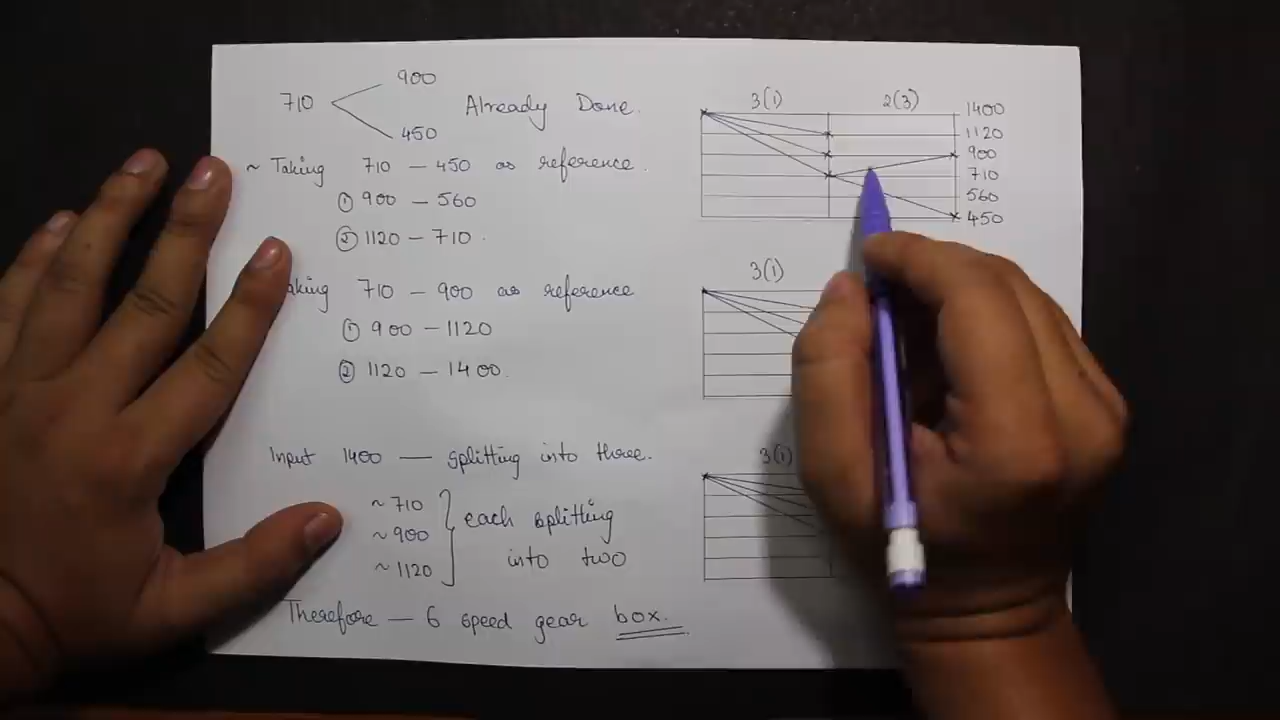 900
710 Already Done.
450
~ Taking 710 – 450 as reference.
① 900 – 560
② 1120 – 710.
aking 710 – 900 as reference
① 900 – 1120
② 1120 – 1400.
Input 1400 — splitting into three.
~ 710
~ 900
~ 1120
each splitting
into two
Therefore — 6 speed gear box.
3(1) 2(3)
1400
1120
900
710
560
450
3(1)
3(1)